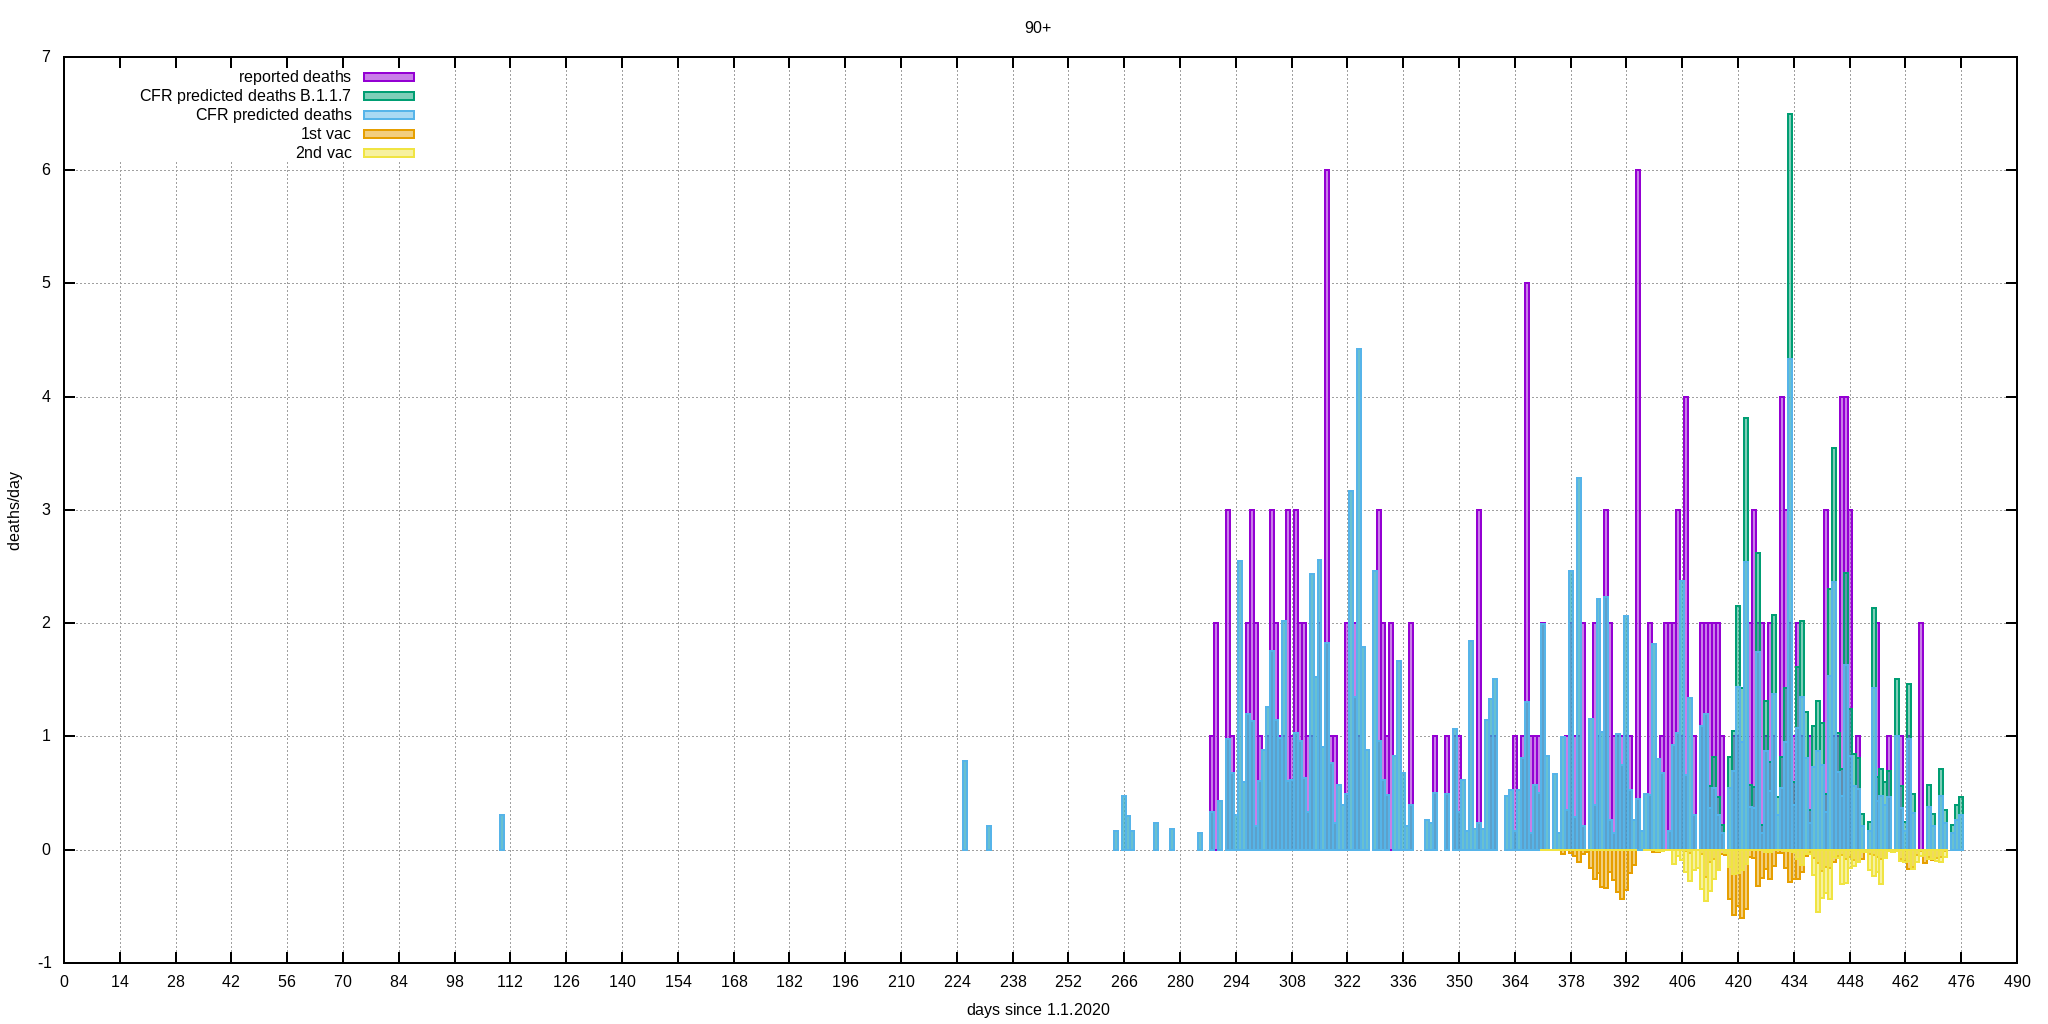 90+
reported deaths
CFR predicted deaths B.1.1.7
CFR predicted deaths
1st vac
2nd vac
7
6
5
4
3
2
1
0
-1
deaths/day
0 14 28 42 56 70 84 98 112 126 140 154 168 182 196 210 224 238 252 266 280 294 308 322 336 350 364 378 392 406 420 434 448 462 476 490
days since 1.1.2020